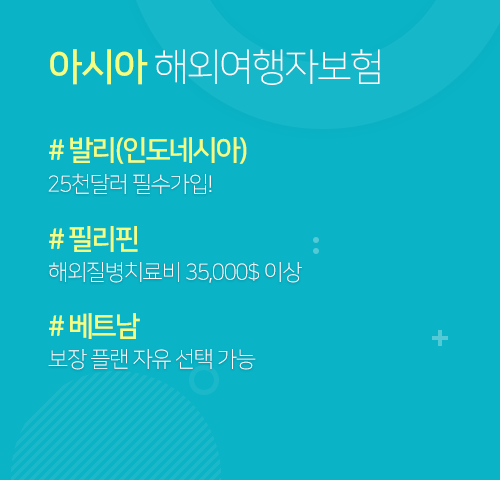 아시아 해외여행자보험
# 발리(인도네시아)
25천달러 필수가입!
# 필리핀
해외질병치료비 35,000$ 이상
# 베트남
보장 플랜 자유 선택 가능